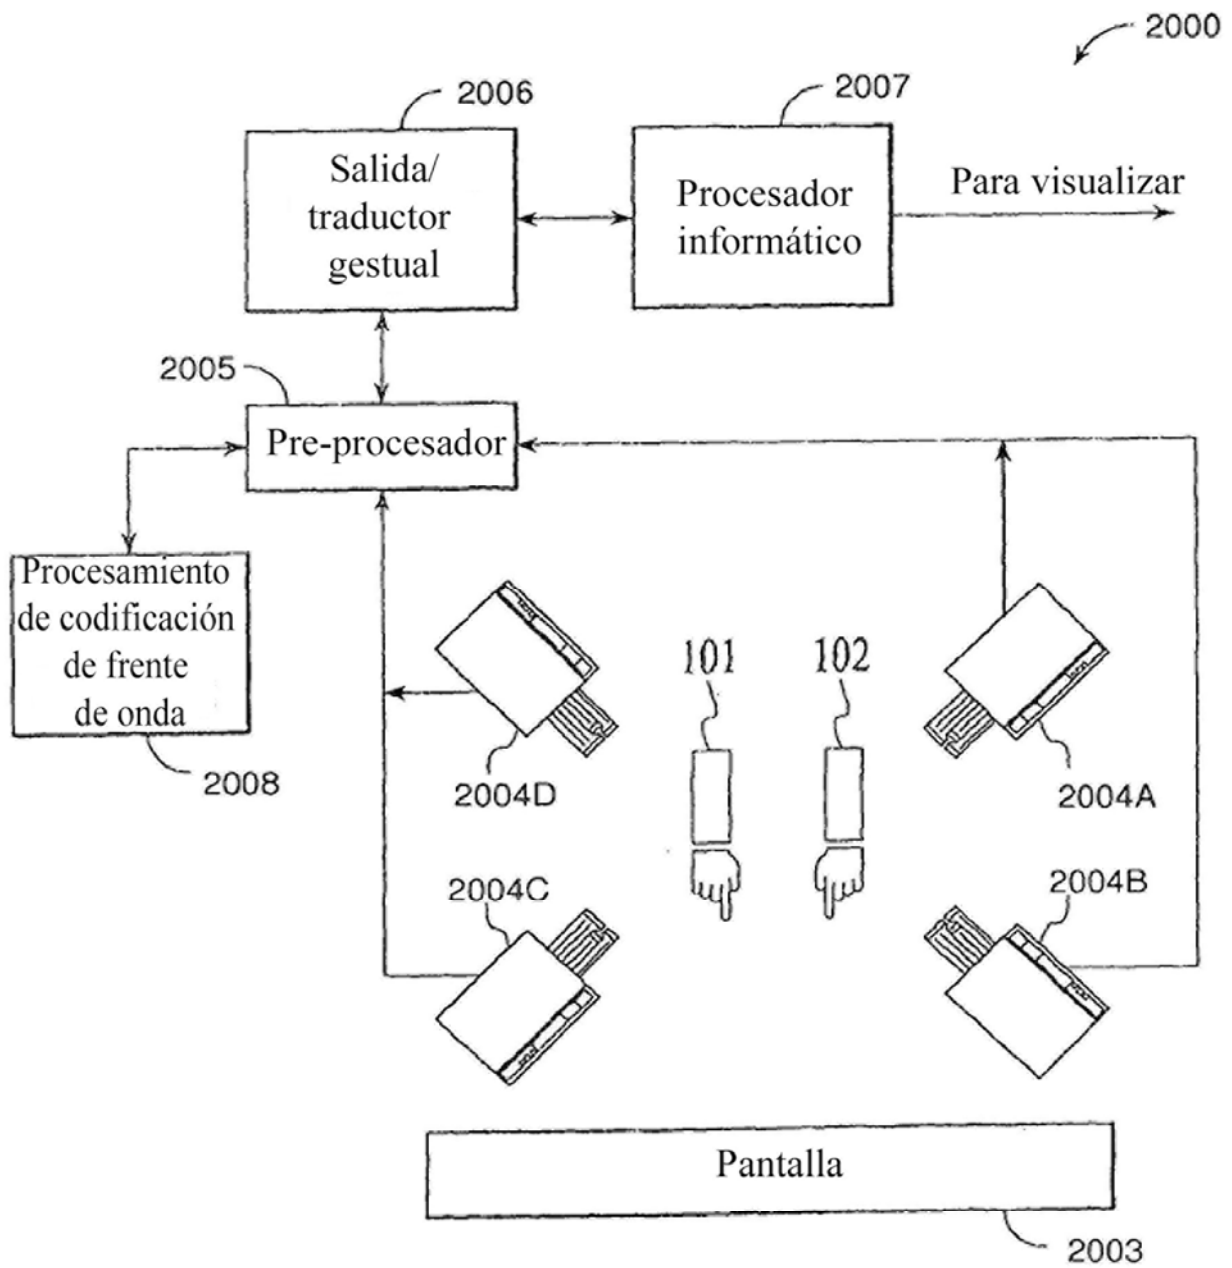 2000
2006
2007
Salida/
traductor
gestual
Procesador
informático
Para visualizar
2005
Pre-procesador
Procesamiento
de codificación
de frente
de onda
2008
101
102
2004D
2004A
2004C
2004B
Pantalla
2003